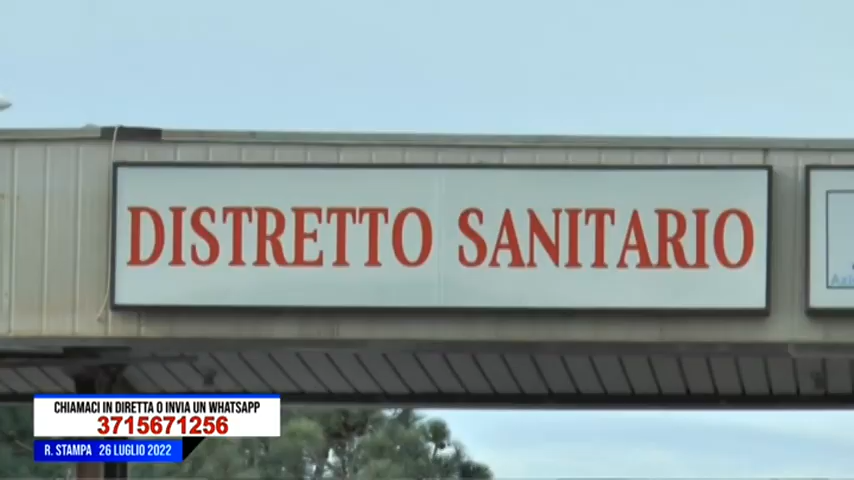 DISTRETTO SANITARIO
CHIAMACI IN DIRETTA O INVIA UN WHATSAPP
3715671256
R. STAMPA 26 LUGLIO 2022